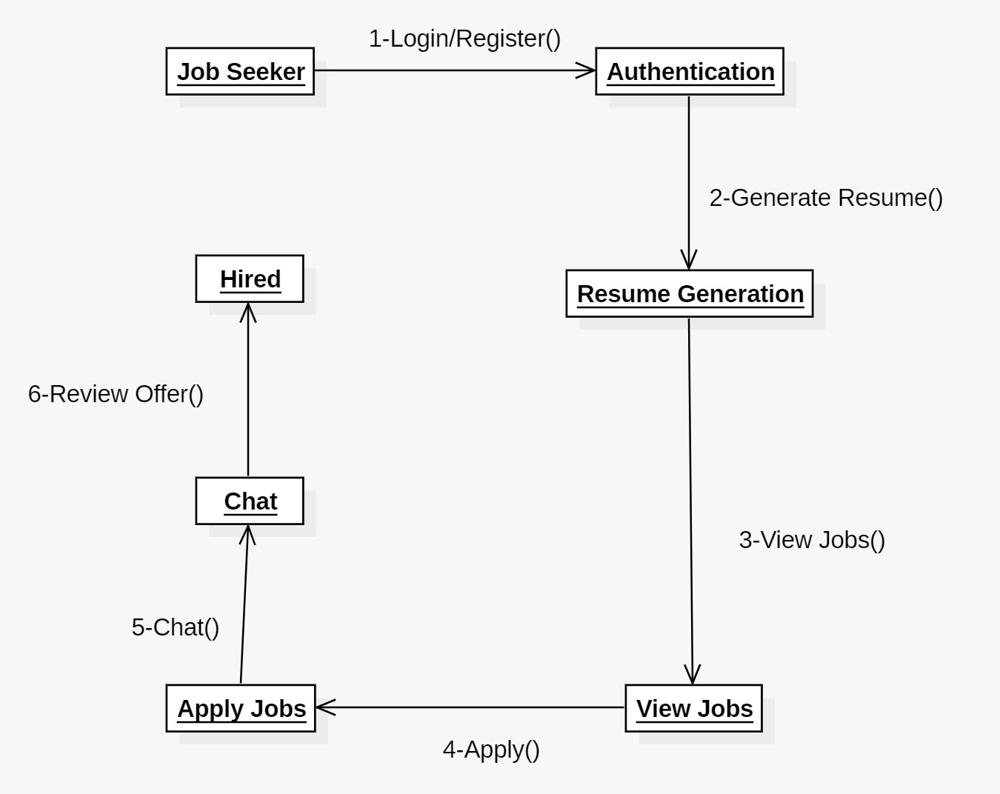 1-Login/Register()
Job Seeker
Authentication
2-Generate Resume()
Hired
Resume Generation
6-Review Offer()
Chat
3-View Jobs()
5-Chat()
Apply Jobs
View Jobs
4-Apply()